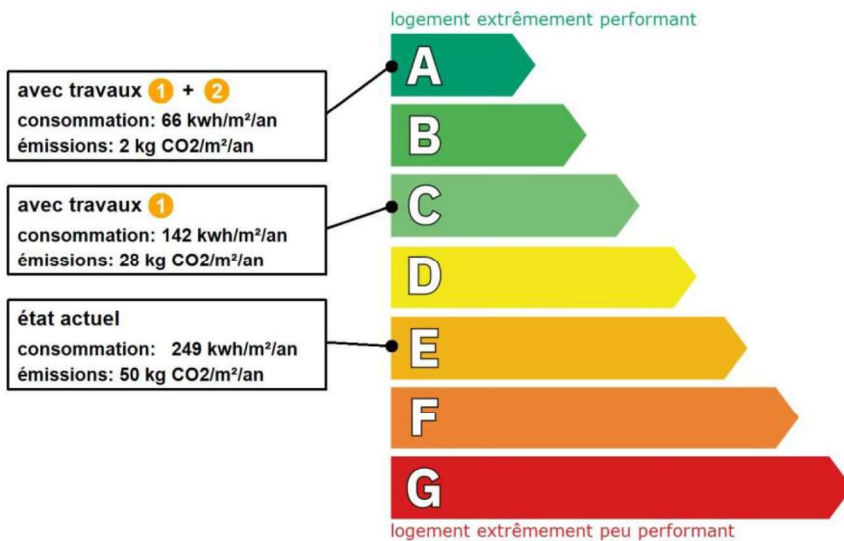 logement extrêmement performant
A
avec travaux 1 + 2
consommation: 66 kwh/m²/an
émissions: 2 kg CO2/m²/an
B
avec travaux 1
consommation: 142 kwh/m²/an
émissions: 28 kg CO2/m²/an
C
D
état actuel
consommation: 249 kwh/m²/an
émissions: 50 kg CO2/m²/an
E
F
G
logement extrêmement peu performant